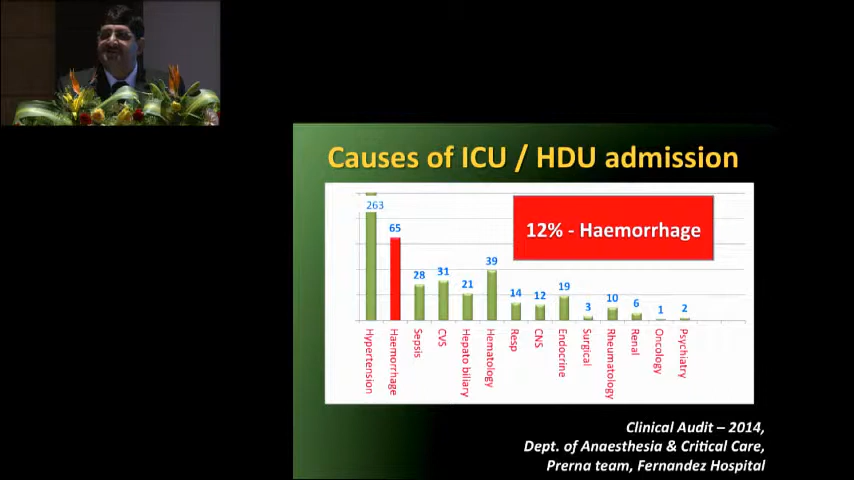 Causes of ICU / HDU admission
12% - Haemorrhage
263
65
28
31
21
39
14
12
19
3
10
6
1
2
Hypertension
Haemorrhage
Sepsis
CVS
Hepato biliary
Hematology
Resp
CNS
Endocrine
Surgical
Rheumatology
Renal
Oncology
Psychiatry
Clinical Audit – 2014,
Dept. of Anaesthesia & Critical Care,
Prerna team, Fernandez Hospital